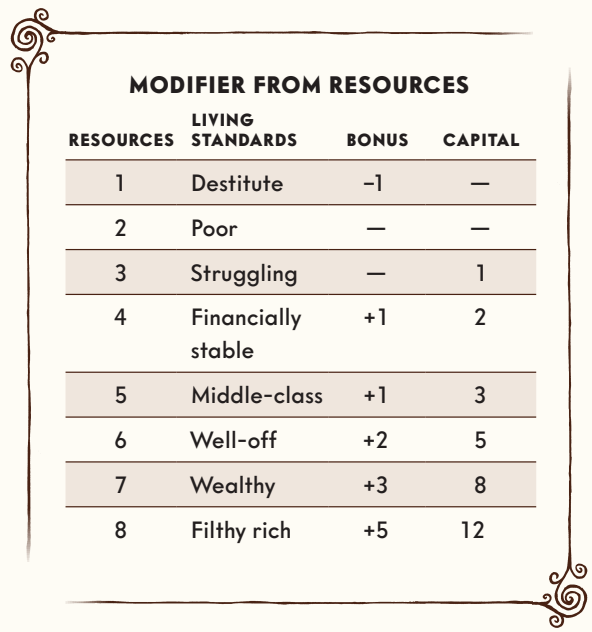 MODIFIER FROM RESOURCES
RESOURCES LIVING STANDARDS BONUS CAPITAL
1 Destitute –1 —
2 Poor — —
3 Struggling — 1
4 Financially +1 2
stable
5 Middle-class +1 3
6 Well-off +2 5
7 Wealthy +3 8
8 Filthy rich +5 12